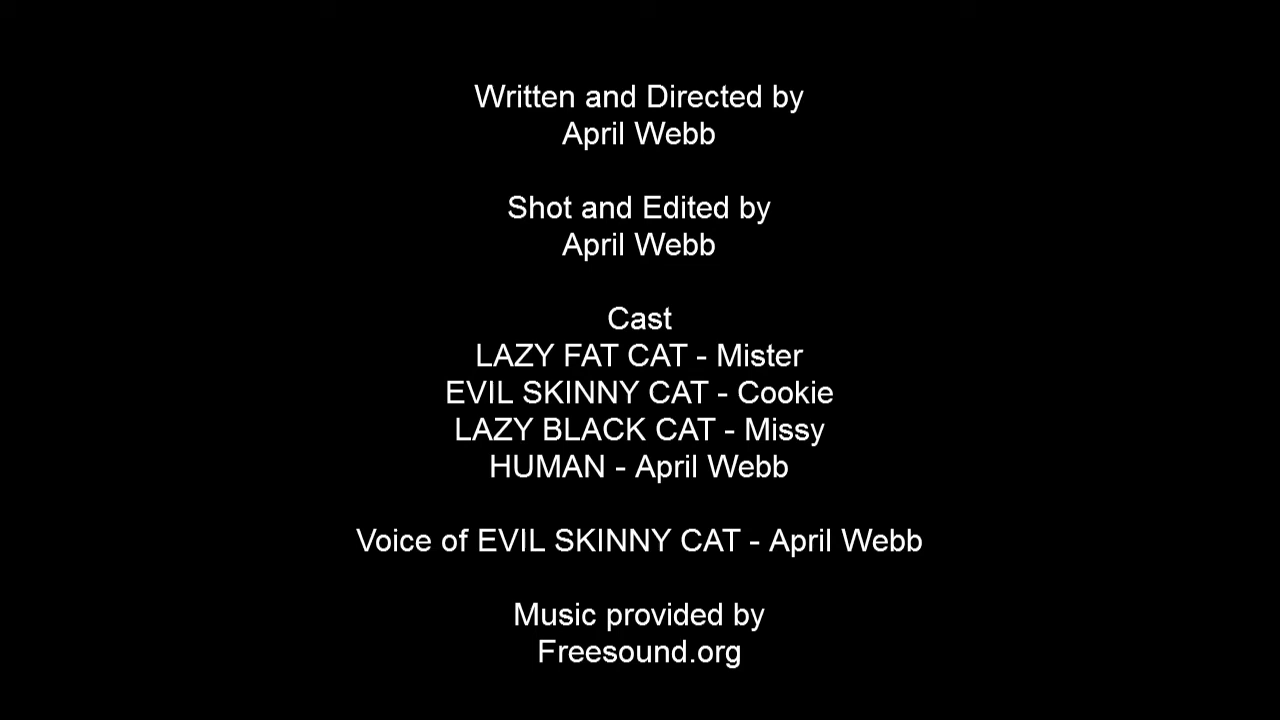 Written and Directed by
April Webb
Shot and Edited by
April Webb
Cast
LAZY FAT CAT - Mister
EVIL SKINNY CAT - Cookie
LAZY BLACK CAT - Missy
HUMAN - April Webb
Voice of EVIL SKINNY CAT - April Webb
Music provided by
Freesound.org